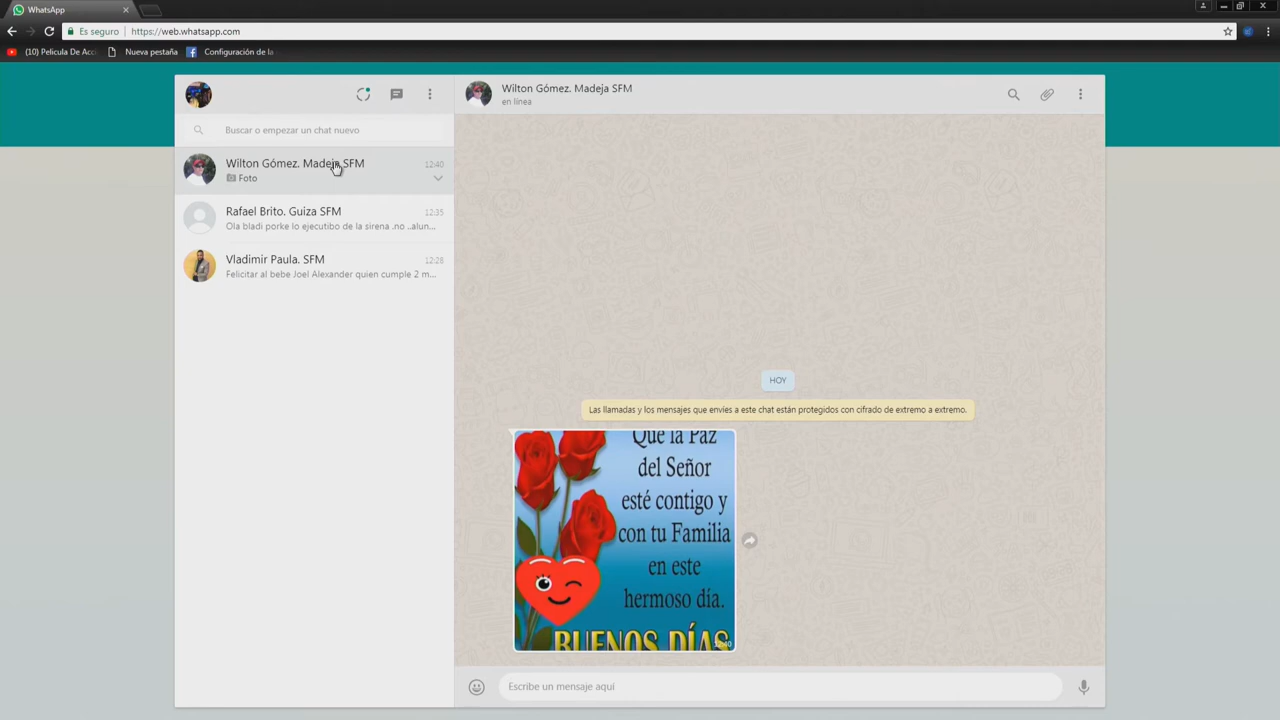 WhatsApp
Es seguro
https://web.whatsapp.com
(10) Pelicula De Acci
Nueva pestaña
Configuración de la
Wilton Gómez. Madeja SFM
en línea
Buscar o empezar un chat nuevo
Wilton Gómez. Madeja SFM
12:40
Foto
Rafael Brito. Guiza SFM
12:35
Ola bladi porke lo ejecutibo de la sirena .no ..alun...
Vladimir Paula. SFM
12:28
Felicitar al bebe Joel Alexander quien cumple 2 m...
HOY
Las llamadas y los mensajes que envíes a este chat están protegidos con cifrado de extremo a extremo.
Que la Paz
del Señor
esté contigo y
con tu Familia
en este
hermoso día.
BUENOS DÍAS
12:40
Escribe un mensaje aquí